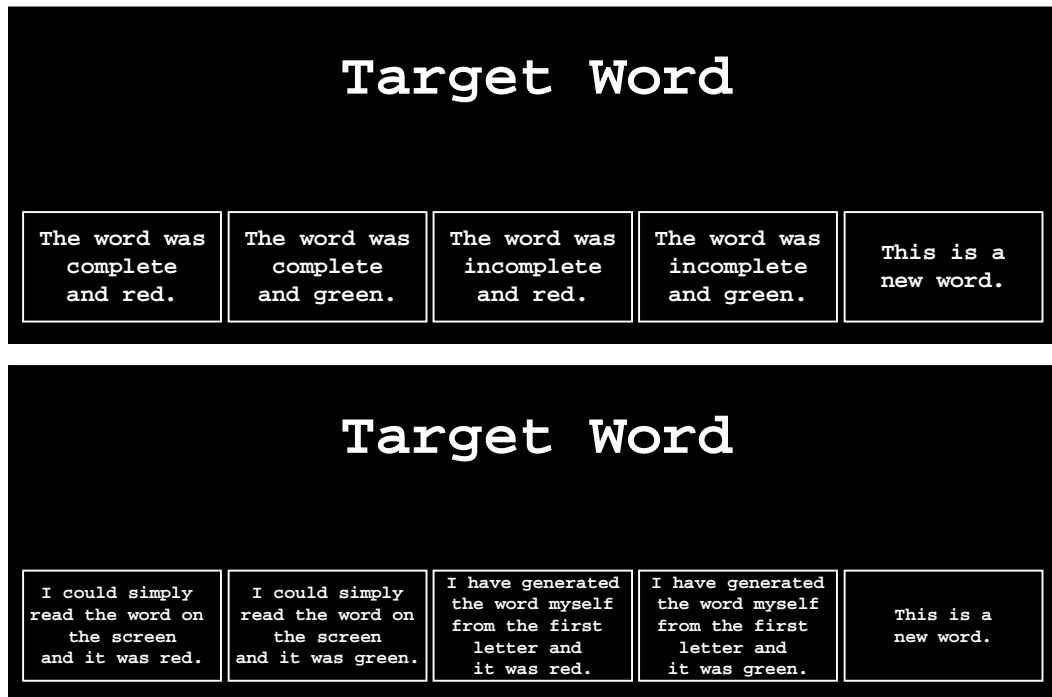 Target Word
The word was
complete
and red.
The word was
complete
and green.
The word was
incomplete
and red.
The word was
incomplete
and green.
This is a
new word.
Target Word
I could simply
read the word on
the screen
and it was red.
I could simply
read the word on
the screen
and it was green.
I have generated
the word myself
from the first
letter and
it was red.
I have generated
the word myself
from the first
letter and
it was green.
This is a
new word.